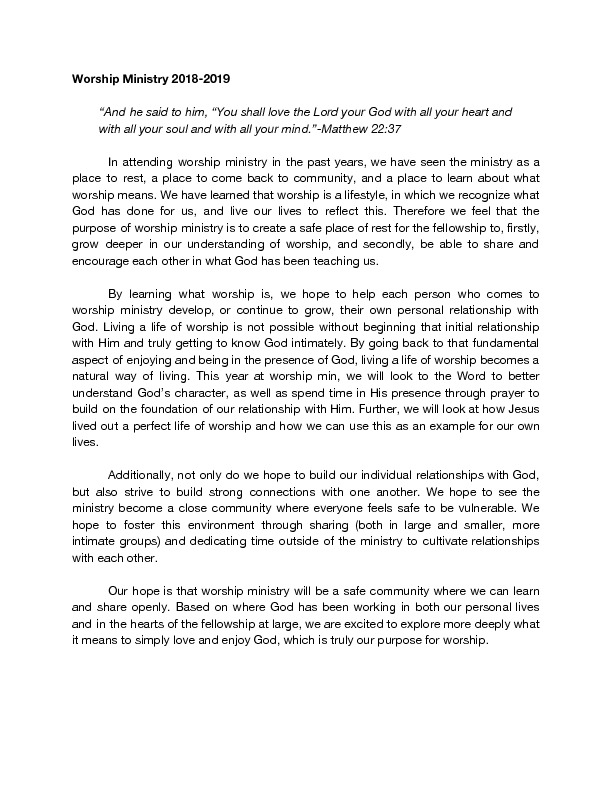 Worship Ministry 2018-2019
“And he said to him, “You shall love the Lord your God with all your heart and
with all your soul and with all your mind.”-Matthew 22:37
In attending worship ministry in the past years, we have seen the ministry as a
place to rest, a place to come back to community, and a place to learn about what
worship means. We have learned that worship is a lifestyle, in which we recognize what
God has done for us, and live our lives to reflect this. Therefore we feel that the
purpose of worship ministry is to create a safe place of rest for the fellowship to, firstly,
grow deeper in our understanding of worship, and secondly, be able to share and
encourage each other in what God has been teaching us.
By learning what worship is, we hope to help each person who comes to
worship ministry develop, or continue to grow, their own personal relationship with
God. Living a life of worship is not possible without beginning that initial relationship
with Him and truly getting to know God intimately. By going back to that fundamental
aspect of enjoying and being in the presence of God, living a life of worship becomes a
natural way of living. This year at worship min, we will look to the Word to better
understand God’s character, as well as spend time in His presence through prayer to
build on the foundation of our relationship with Him. Further, we will look at how Jesus
lived out a perfect life of worship and how we can use this as an example for our own
lives.
Additionally, not only do we hope to build our individual relationships with God,
but also strive to build strong connections with one another. We hope to see the
ministry become a close community where everyone feels safe to be vulnerable. We
hope to foster this environment through sharing (both in large and smaller, more
intimate groups) and dedicating time outside of the ministry to cultivate relationships
with each other.
Our hope is that worship ministry will be a safe community where we can learn
and share openly. Based on where God has been working in both our personal lives
and in the hearts of the fellowship at large, we are excited to explore more deeply what
it means to simply love and enjoy God, which is truly our purpose for worship.